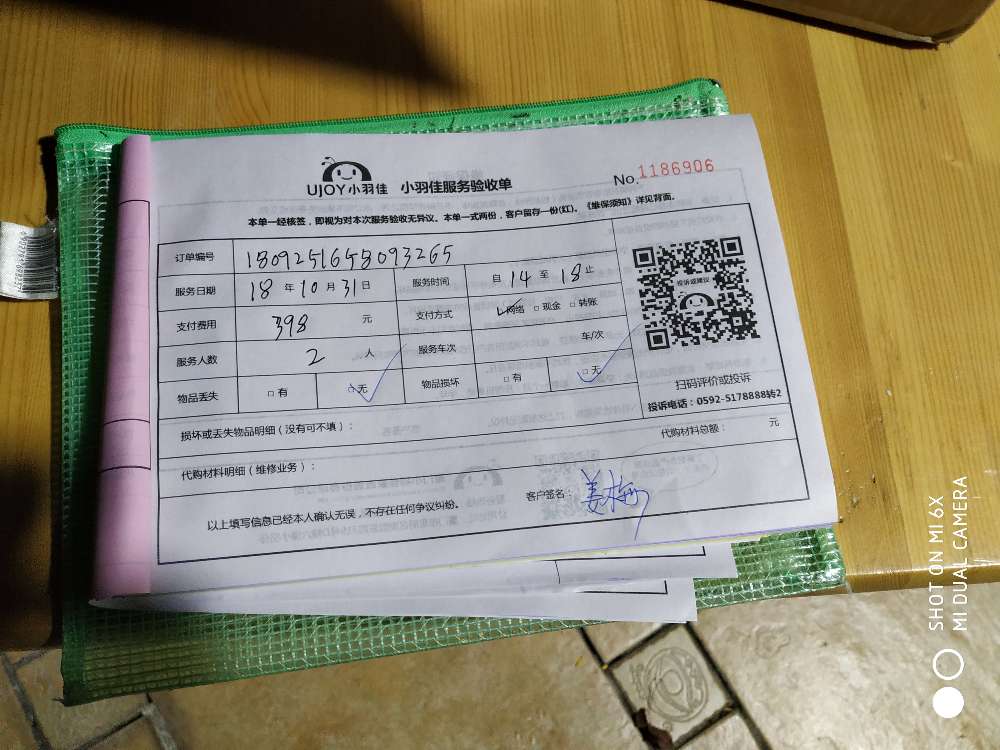 UJOY小羽佳 小羽佳服务验收单
No. 1186906
本单一经核签，即视为对本次服务验收无异议。本单一式两份，客户留存一份(红)。《维保须知》详见背面。
订单编号 1809251658093265
服务日期 18 年 10 月 31 日 服务时间 自 14 至 18 止
支付费用 398 元 支付方式 ☑网络 □现金 □转账
服务人数 2 人 服务车次 车/次
物品丢失 □有 ☑无 物品损坏 □有 ☑无
投诉或建议
扫码评价或投诉
投诉电话：0592-5178888转2
损坏或丢失物品明细（没有可不填）：
代购材料明细（维修业务）： 代购材料总额： 元
以上填写信息已经本人确认无误，不存在任何争议纠纷。 客户签名：姜梅
SHOT ON MI 6X
MI DUAL CAMERA